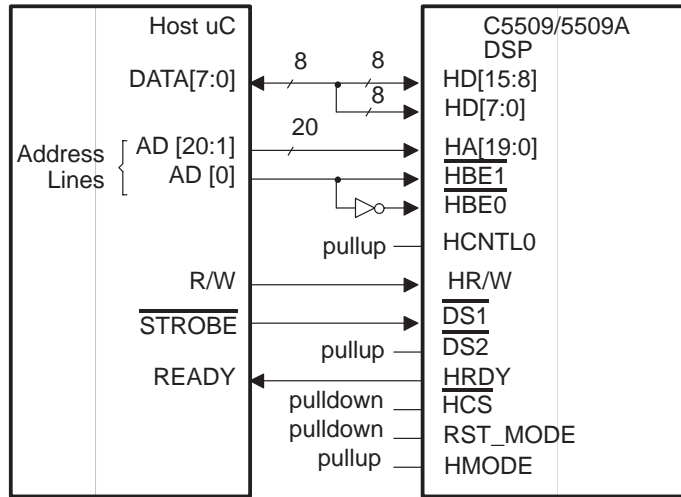 Host uC
C5509/5509A
DSP
DATA[7:0]
8
8
HD[15:8]
8
HD[7:0]
20
Address
Lines
AD [20:1]
HA[19:0]
AD [0]
HBE1
HBE0
pullup
HCNTL0
R/W
HR/W
STROBE
DS1
pullup
DS2
READY
HRDY
pulldown
HCS
pulldown
RST_MODE
pullup
HMODE